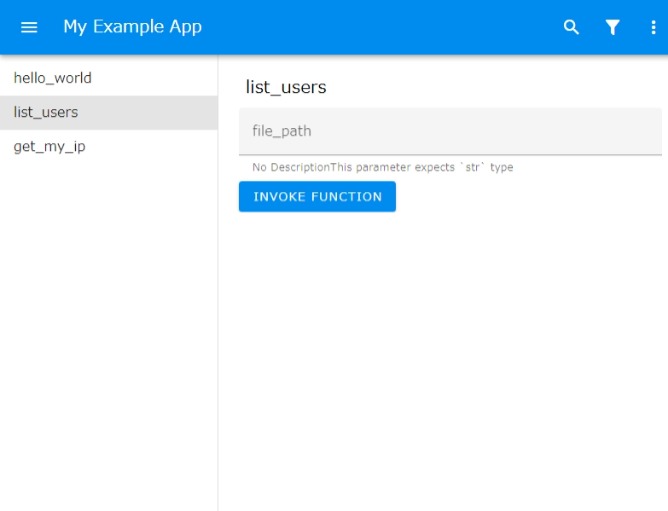 My Example App
hello_world
list_users
get_my_ip
list_users
file_path
No DescriptionThis parameter expects `str` type
INVOKE FUNCTION